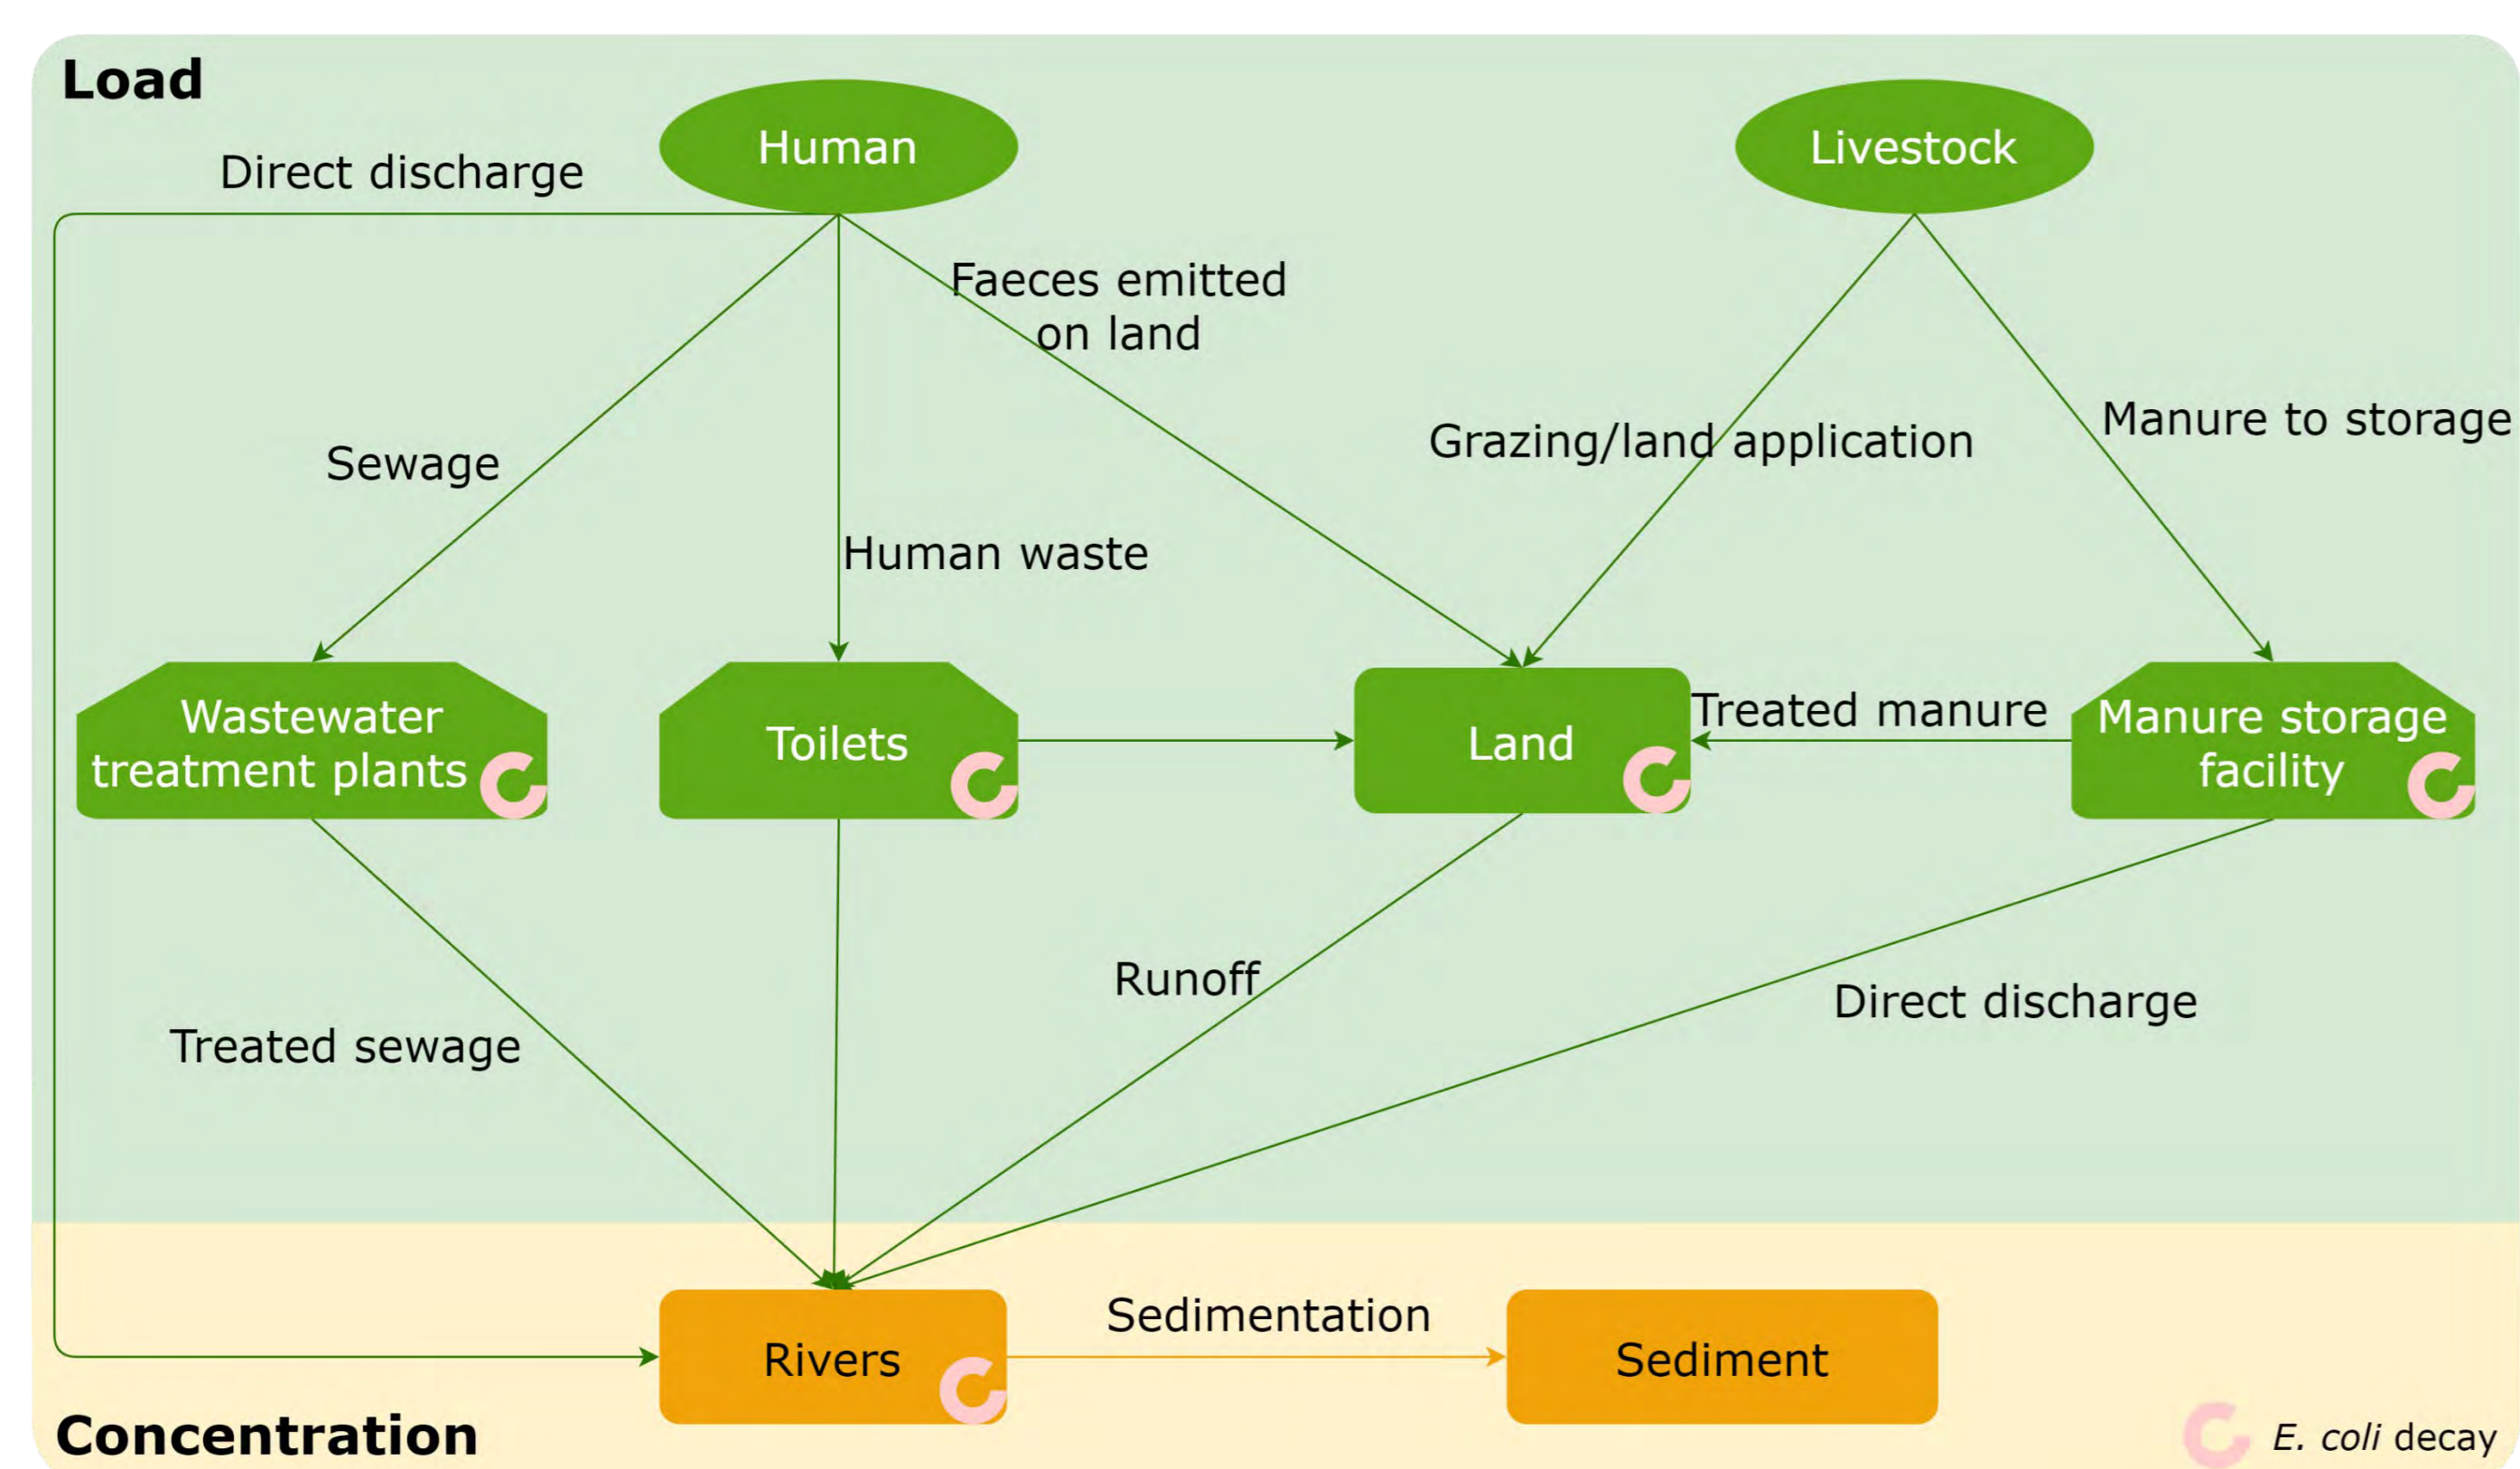 Load
Human
Livestock
Direct discharge
Faeces emitted
on land
Grazing/land application
Manure to storage
Sewage
Human waste
Wastewater
treatment plants
Toilets
Land
Treated manure
Manure storage
facility
Runoff
Direct discharge
Treated sewage
Sedimentation
Rivers
Sediment
Concentration
E. coli decay